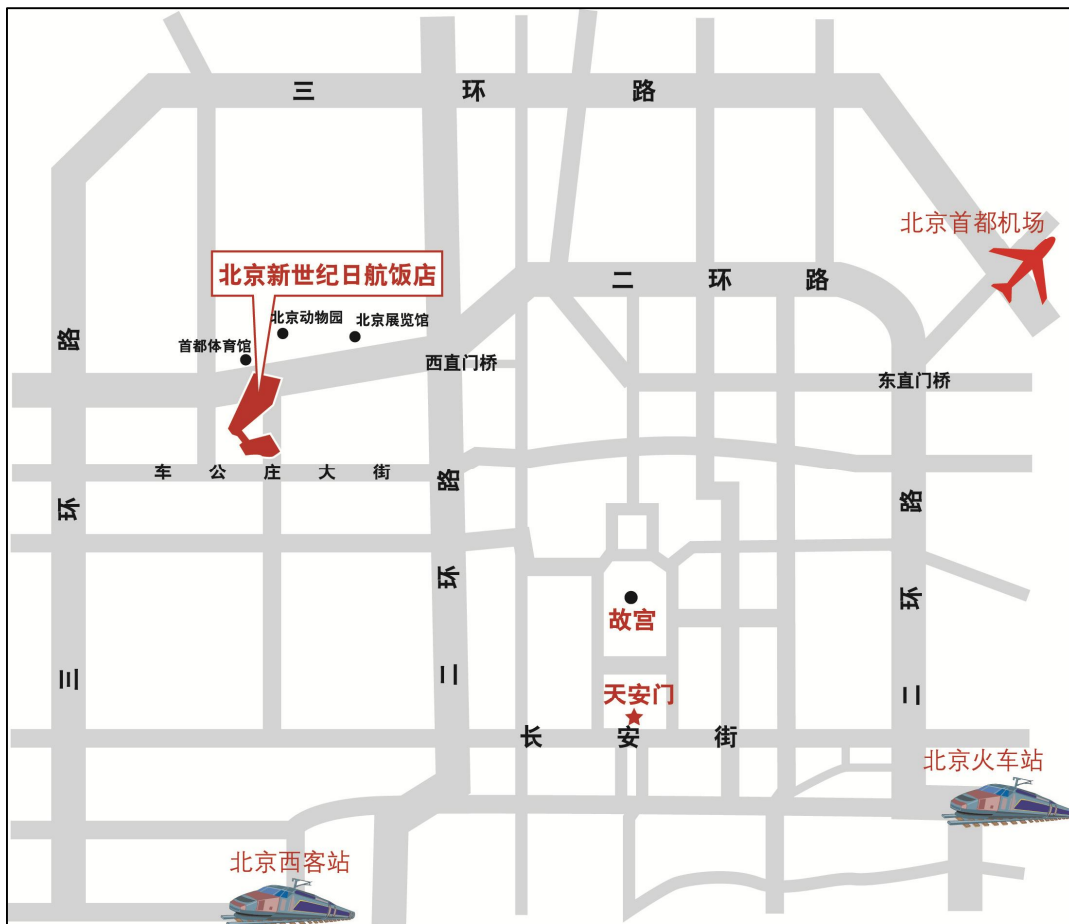 三环路
北京首都机场
北京新世纪日航饭店
二环路
北京动物园
北京展览馆
首都体育馆
西直门桥
东直门桥
车公庄大街
三环路
二环路
二环路
故宫
天安门
长安街
北京火车站
北京西客站